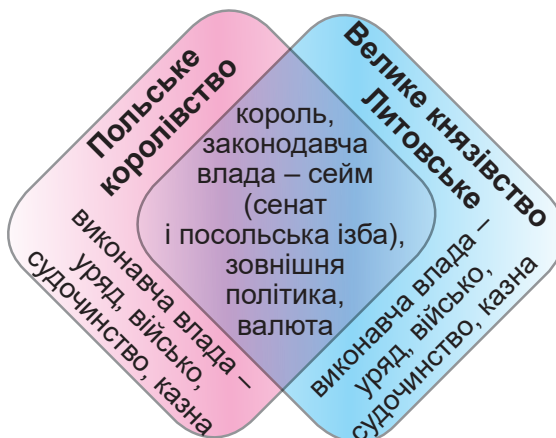 Польське
королівство
виконавча влада –
уряд, військо,
судочинство, казна
король,
законодавча
влада – сейм
(сенат
і посольська ізба),
зовнішня
політика,
валюта
Велике князівство
Литовське
виконавча влада –
уряд, військо,
судочинство, казна